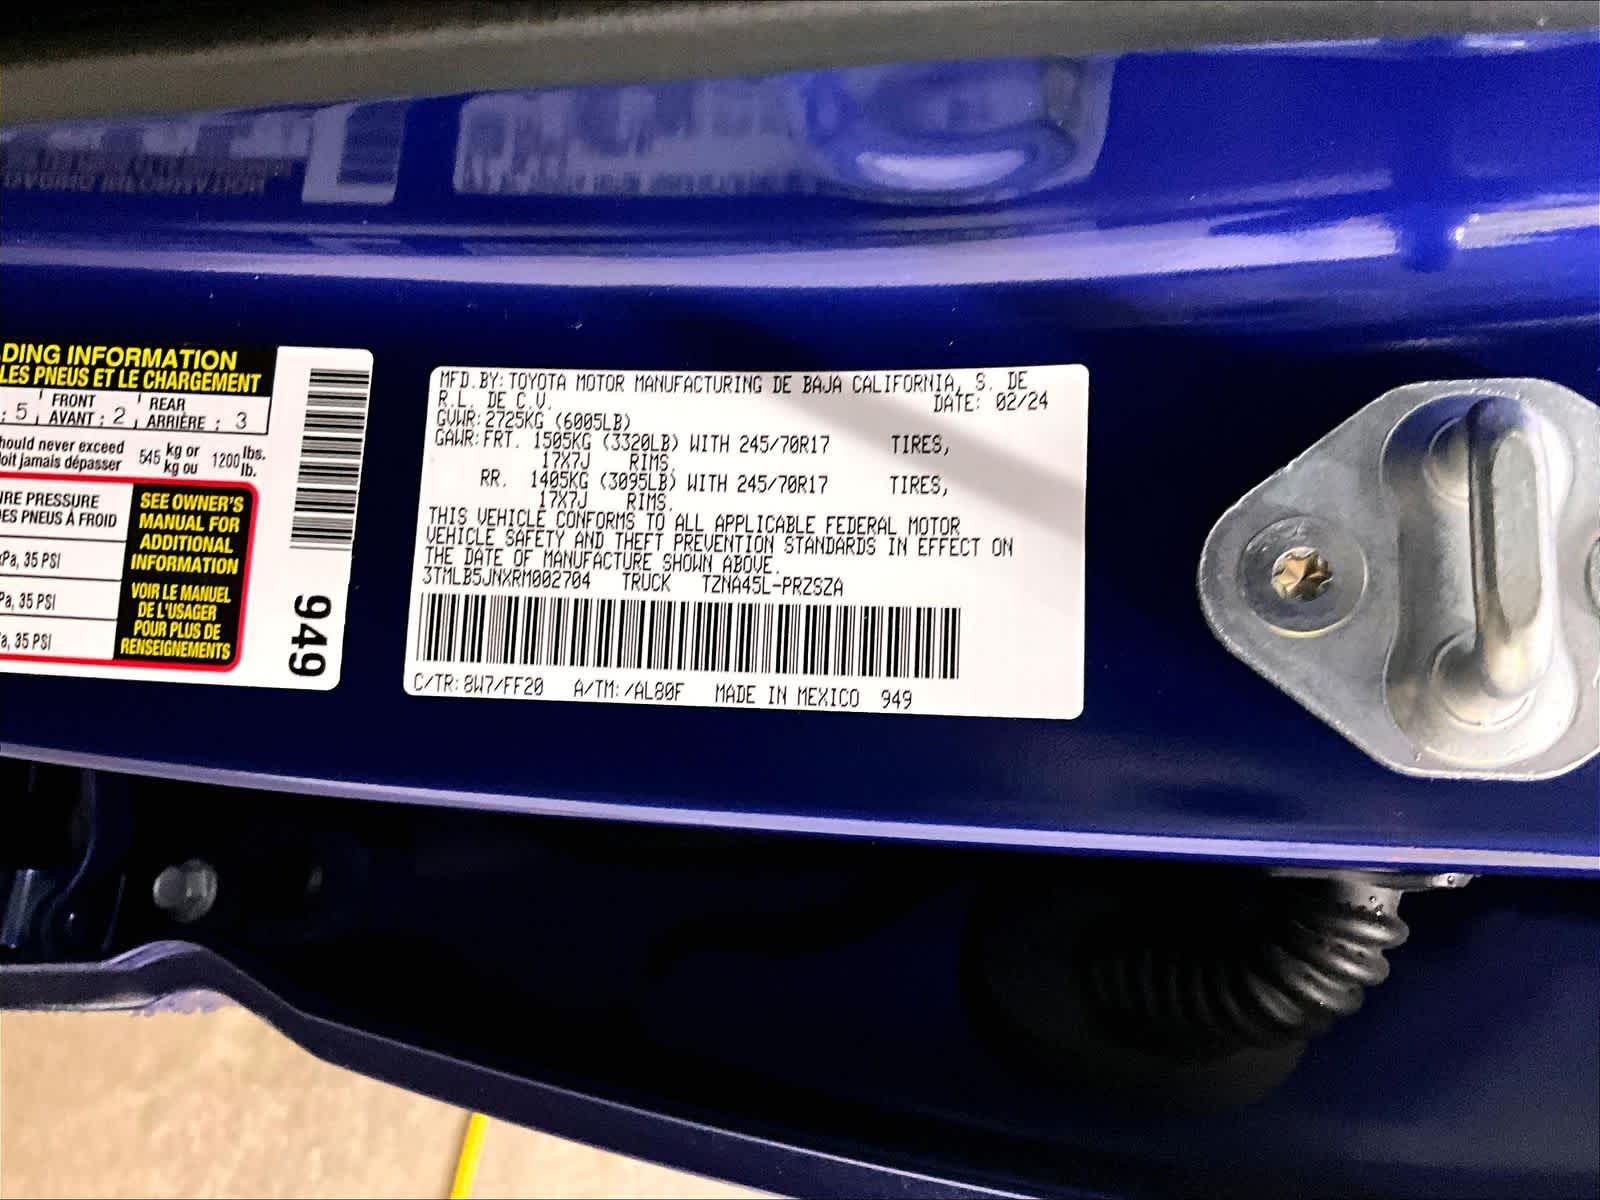 DING INFORMATION
LES PNEUS ET LE CHARGEMENT
: 5 FRONT AVANT : 2 REAR ARRIÈRE : 3
hould never exceed 545 kg or 1200 lbs.
oit jamais dépasser kg ou lb.
IRE PRESSURE
DES PNEUS À FROID
kPa, 35 PSI
Pa, 35 PSI
a, 35 PSI
SEE OWNER'S
MANUAL FOR
ADDITIONAL
INFORMATION
VOIR LE MANUEL
DE L'USAGER
POUR PLUS DE
RENSEIGNEMENTS
949
MFD.BY: TOYOTA MOTOR MANUFACTURING DE BAJA CALIFORNIA, S. DE
R.L. DE C.V. DATE: 02/24
GVWR: 2725KG (6005LB)
GAWR: FRT. 1505KG (3320LB) WITH 245/70R17 TIRES,
17X7J RIMS,
RR. 1405KG (3095LB) WITH 245/70R17 TIRES,
17X7J RIMS.
THIS VEHICLE CONFORMS TO ALL APPLICABLE FEDERAL MOTOR
VEHICLE SAFETY AND THEFT PREVENTION STANDARDS IN EFFECT ON
THE DATE OF MANUFACTURE SHOWN ABOVE.
3TMLB5JNXRM002704 TRUCK TZNA45L-PRZSZA
C/TR: 8W7/FF20 A/TM: /AL80F MADE IN MEXICO 949